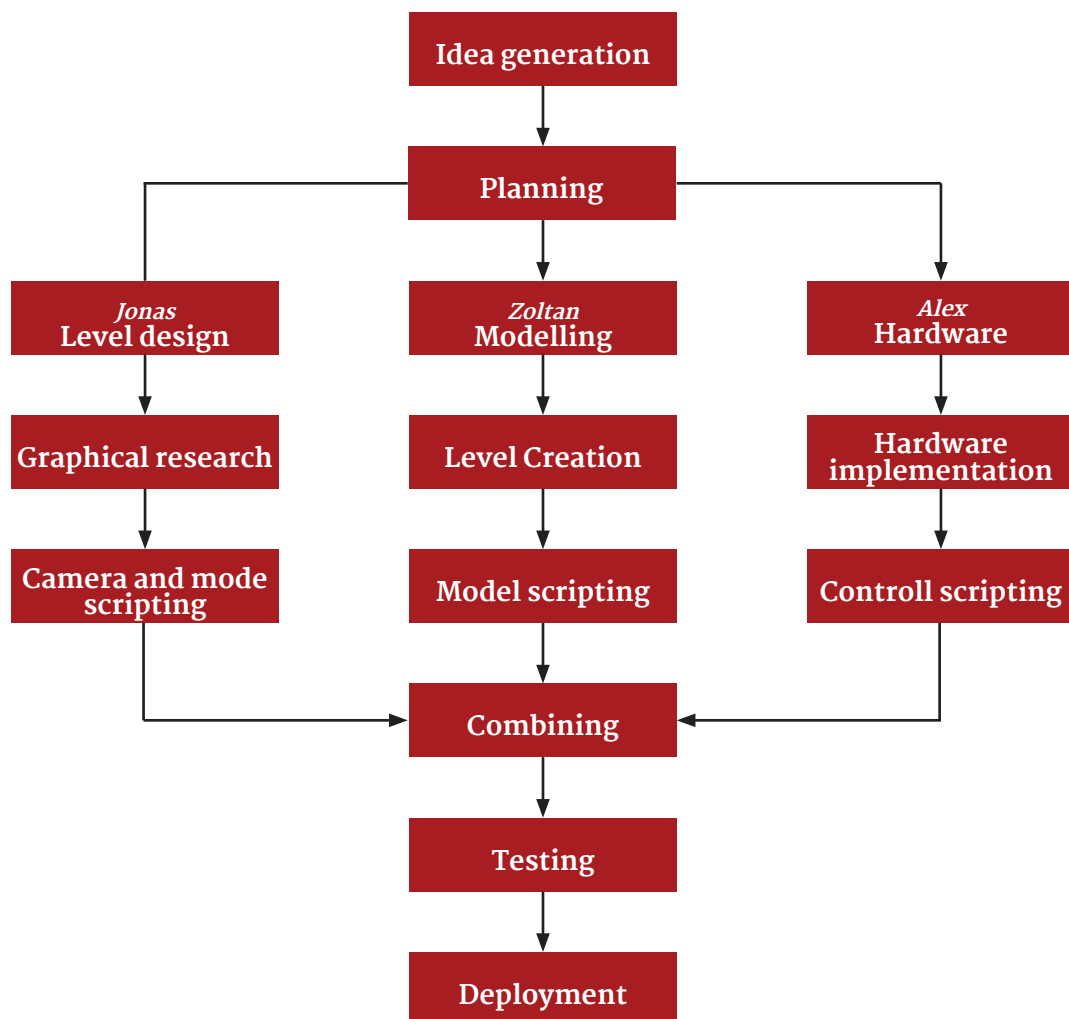 Idea generation
Planning
Jonas
Level design
Zoltan
Modelling
Alex
Hardware
Graphical research
Level Creation
Hardware
implementation
Camera and mode
scripting
Model scripting
Controll scripting
Combining
Testing
Deployment